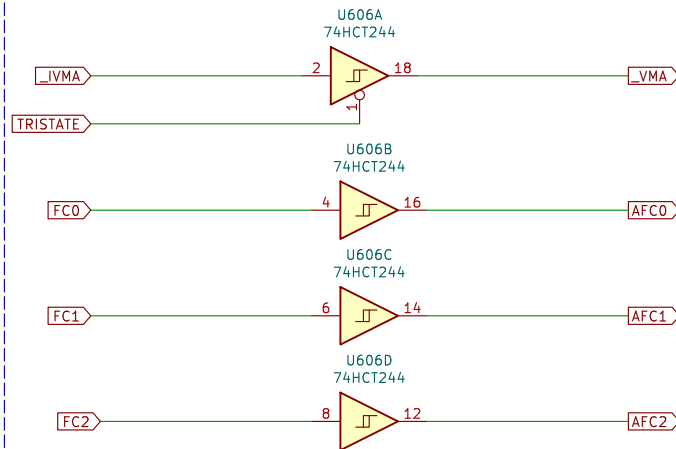 U606A
74HCT244
_IVMA 2 18 _VMA
1
TRISTATE
U606B
74HCT244
FC0 4 16 AFC0
U606C
74HCT244
FC1 6 14 AFC1
U606D
74HCT244
FC2 8 12 AFC2